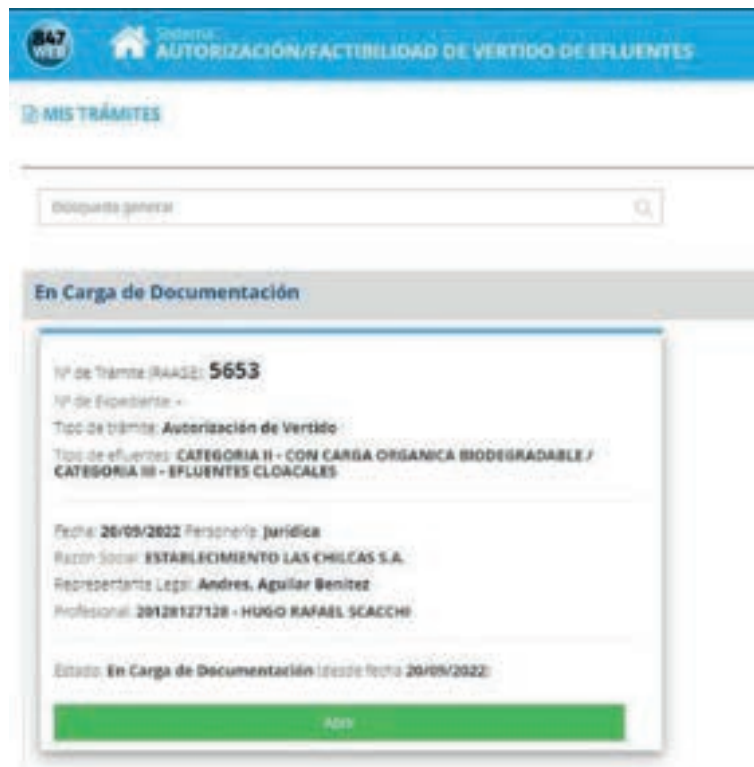 847
WEB
Sistema:
AUTORIZACIÓN/FACTIBILIDAD DE VERTIDO DE EFLUENTES
MIS TRÁMITES
Búsqueda general
En Carga de Documentación
Nº de Trámite (RAAGE): 5653
Nº de Expediente: -
Tipo de trámite: Autorización de Vertido
Tipo de efluentes: CATEGORIA II - CON CARGA ORGANICA BIODEGRADABLE /
CATEGORIA III - EFLUENTES CLOACALES
Fecha: 20/09/2022 Personería: Jurídica
Razón Social: ESTABLECIMIENTO LAS CHILCAS S.A.
Representante Legal: Andres, Aguilar Benitez
Profesional: 20128127128 - HUGO RAFAEL SCACCHI
Estado: En Carga de Documentación (desde fecha 20/09/2022)
Abrir